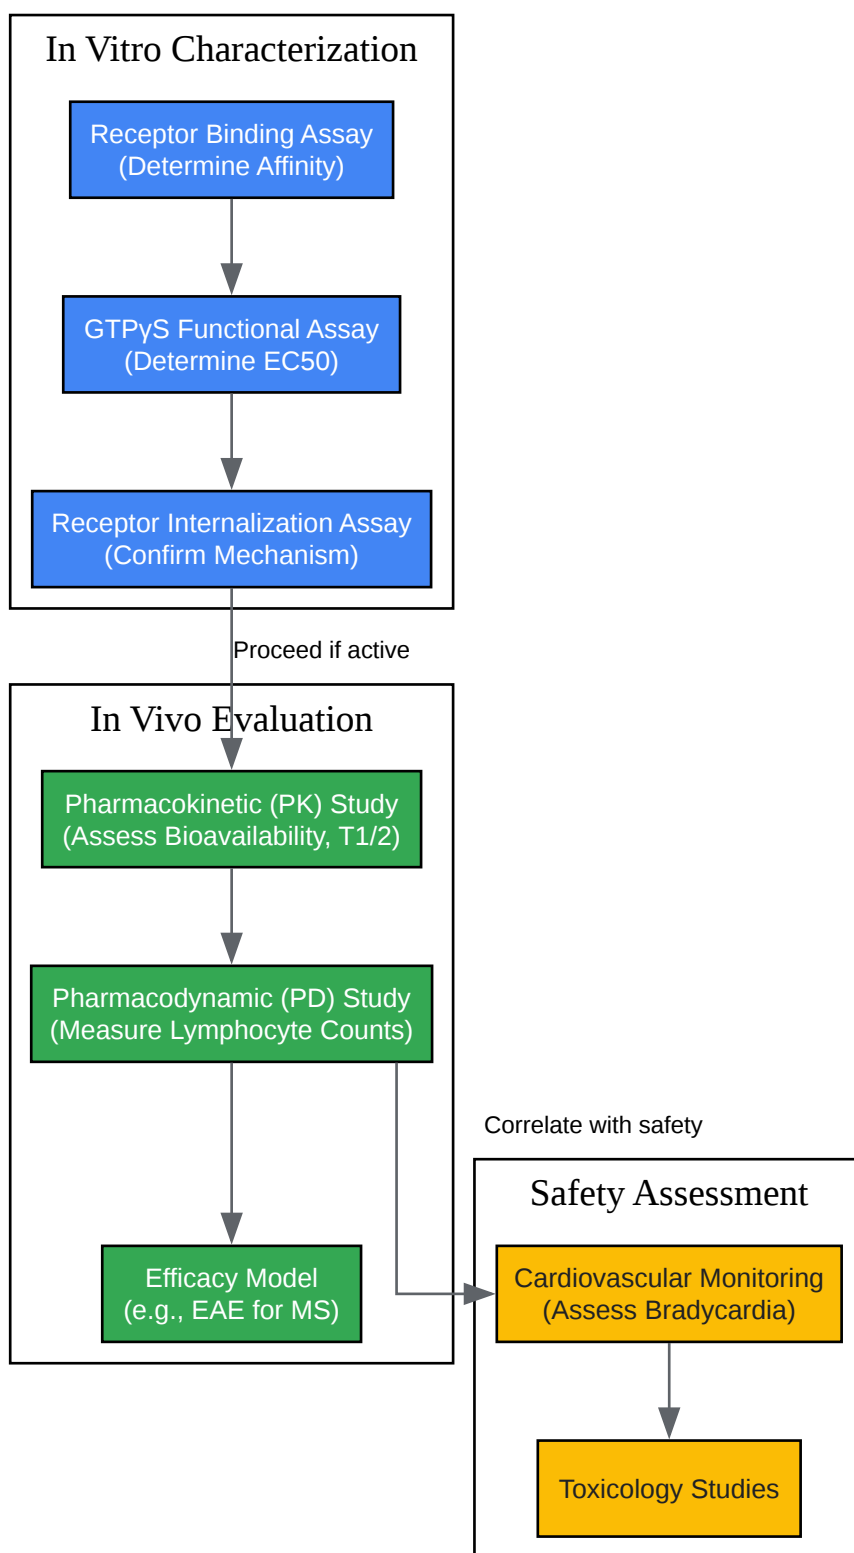 In Vitro Characterization
Receptor Binding Assay
(Determine Affinity)
GTPγS Functional Assay
(Determine EC50)
Receptor Internalization Assay
(Confirm Mechanism)
Proceed if active
In Vivo Evaluation
Pharmacokinetic (PK) Study
(Assess Bioavailability, T1/2)
Pharmacodynamic (PD) Study
(Measure Lymphocyte Counts)
Correlate with safety
Safety Assessment
Efficacy Model
(e.g., EAE for MS)
Cardiovascular Monitoring
(Assess Bradycardia)
Toxicology Studies